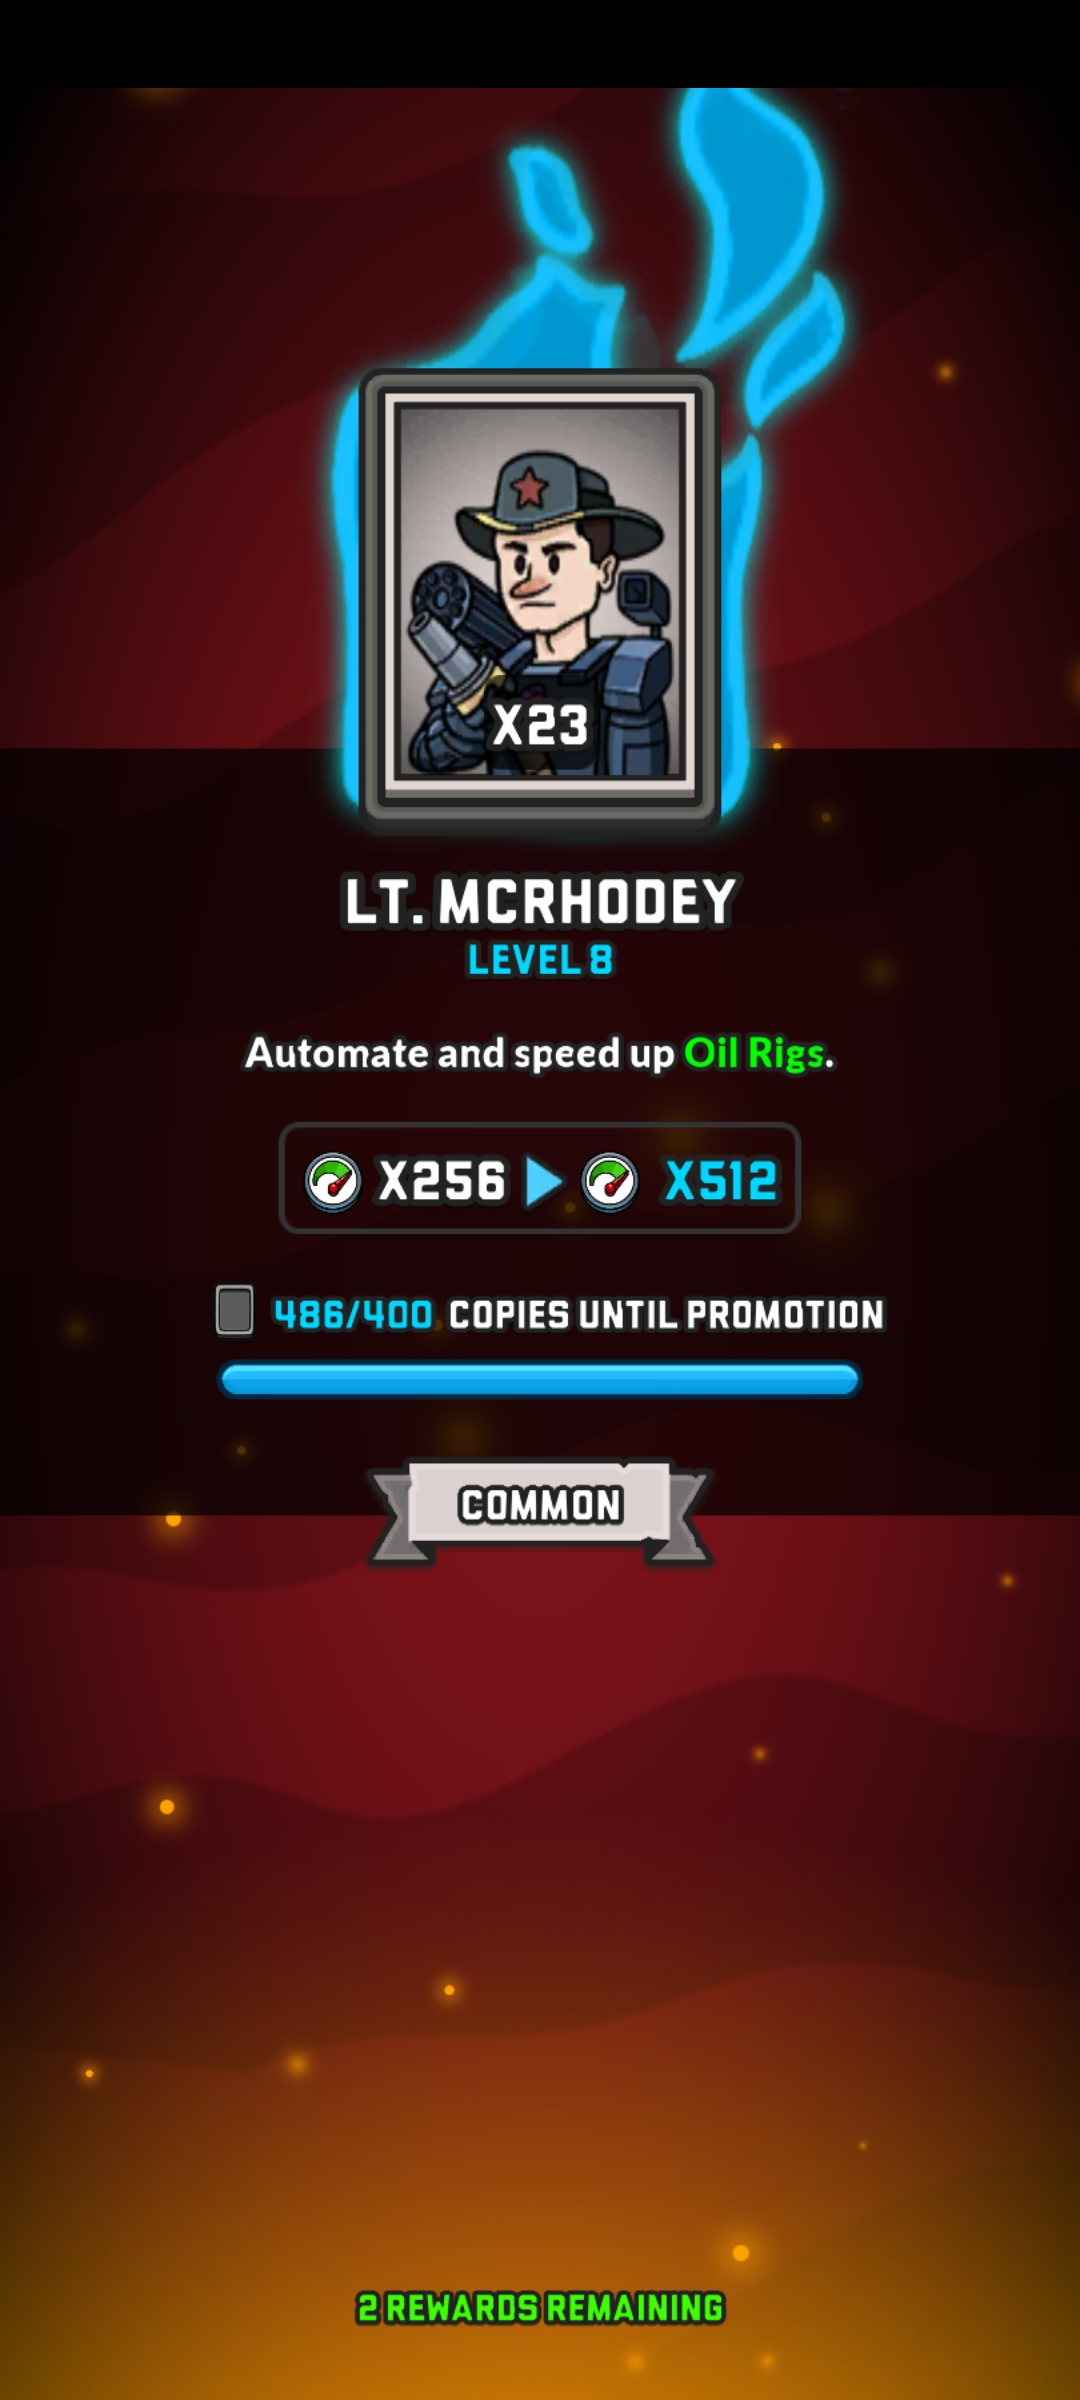 X23
LT. MCRHODEY
LEVEL 8
Automate and speed up Oil Rigs.
X256 X512
486/400 COPIES UNTIL PROMOTION
COMMON
2 REWARDS REMAINING